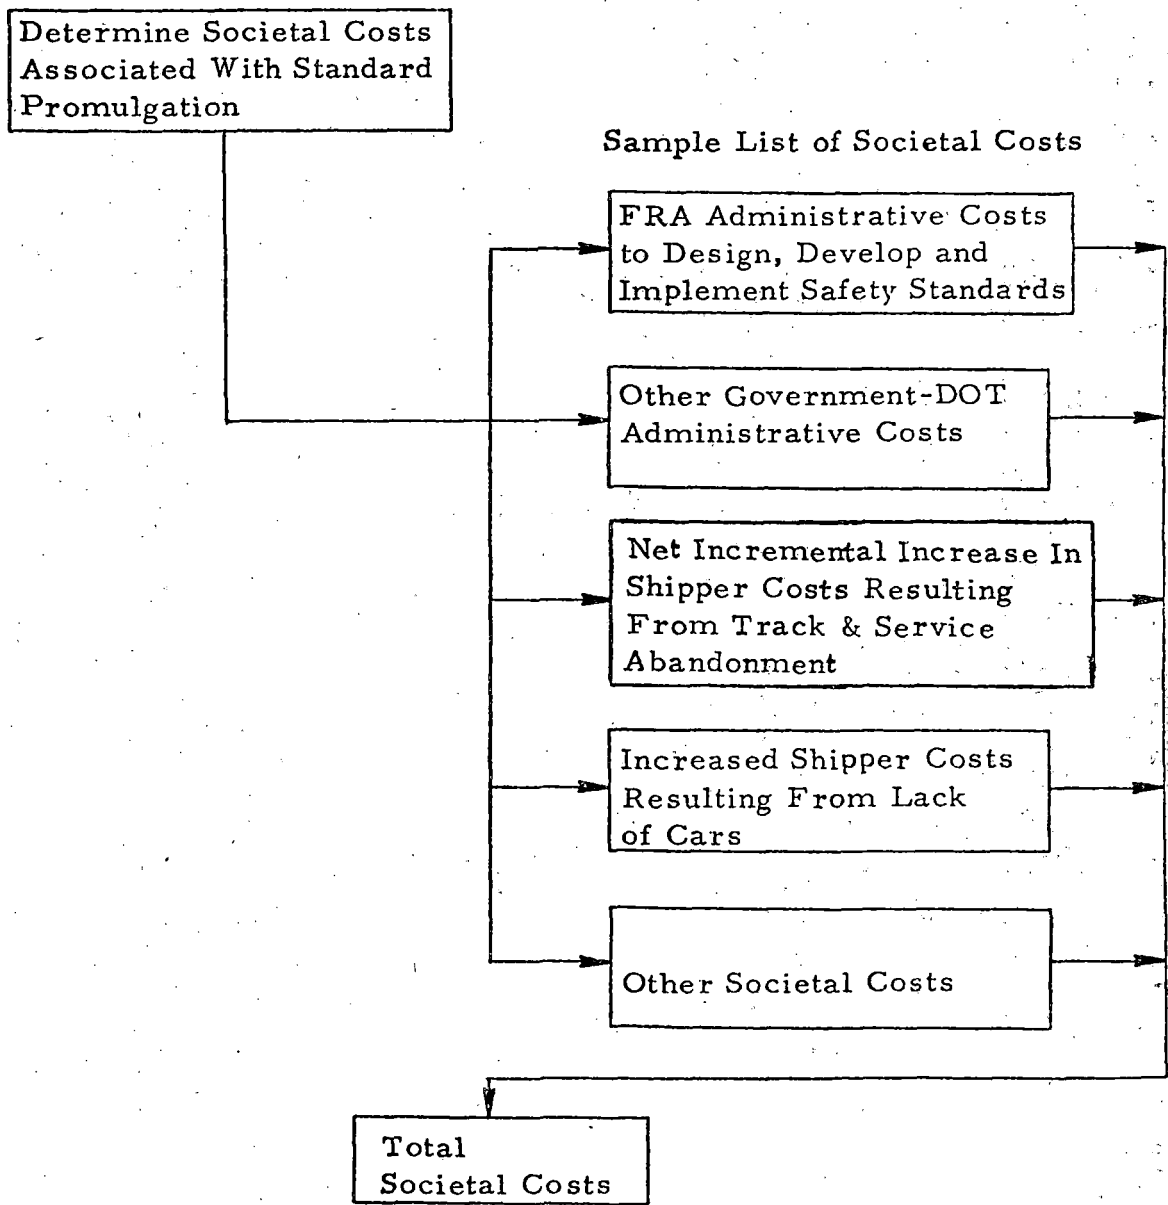 Determine Societal Costs
Associated With Standard
Promulgation
Sample List of Societal Costs
FRA Administrative Costs
to Design, Develop and
Implement Safety Standards
Other Government-DOT
Administrative Costs
Net Incremental Increase In
Shipper Costs Resulting
From Track & Service
Abandonment
Increased Shipper Costs
Resulting From Lack
of Cars
Other Societal Costs
Total
Societal Costs